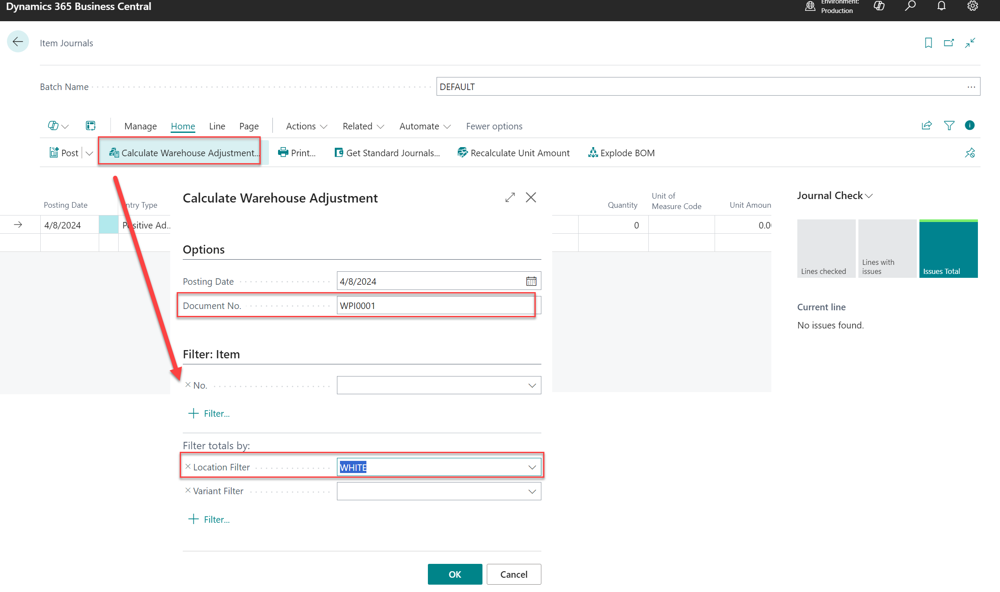 Dynamics 365 Business Central
Environment:
Production
Item Journals
Batch Name
DEFAULT
Manage
Home
Line
Page
Actions
Related
Automate
Fewer options
Post
Calculate Warehouse Adjustment...
Print...
Get Standard Journals...
Recalculate Unit Amount
Explode BOM
Posting Date
ntry Type
Quantity
Unit of
Measure Code
Unit Amoun
4/8/2024
Positive Ad...
0
0.00
Calculate Warehouse Adjustment
Options
Posting Date
4/8/2024
Document No.
WPI0001
Filter: Item
No.
Filter...
Filter totals by:
Location Filter
WHITE
Variant Filter
Filter...
OK
Cancel
Journal Check
Lines checked
Lines with
issues
Issues Total
Current line
No issues found.